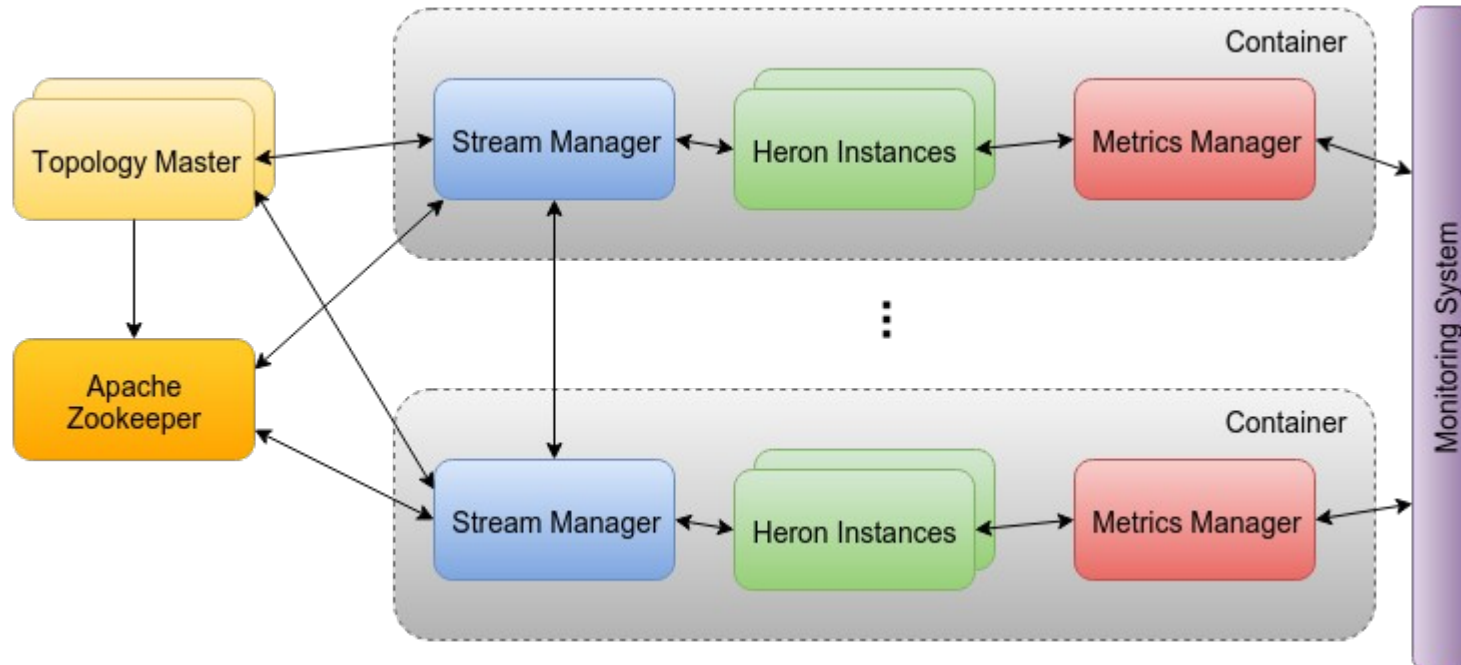 Container
Topology Master
Stream Manager
Heron Instances
Metrics Manager
Monitoring System
Apache
Zookeeper
Container
Stream Manager
Heron Instances
Metrics Manager